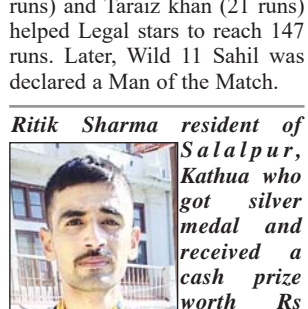 runs) and Taraiz khan (21 runs)
helped Legal stars to reach 147
runs. Later, Wild 11 Sahil was
declared a Man of the Match.
Ritik Sharma resident of
Salalpur,
Kathua who
got silver
medal and
received a
cash prize
worth Rs